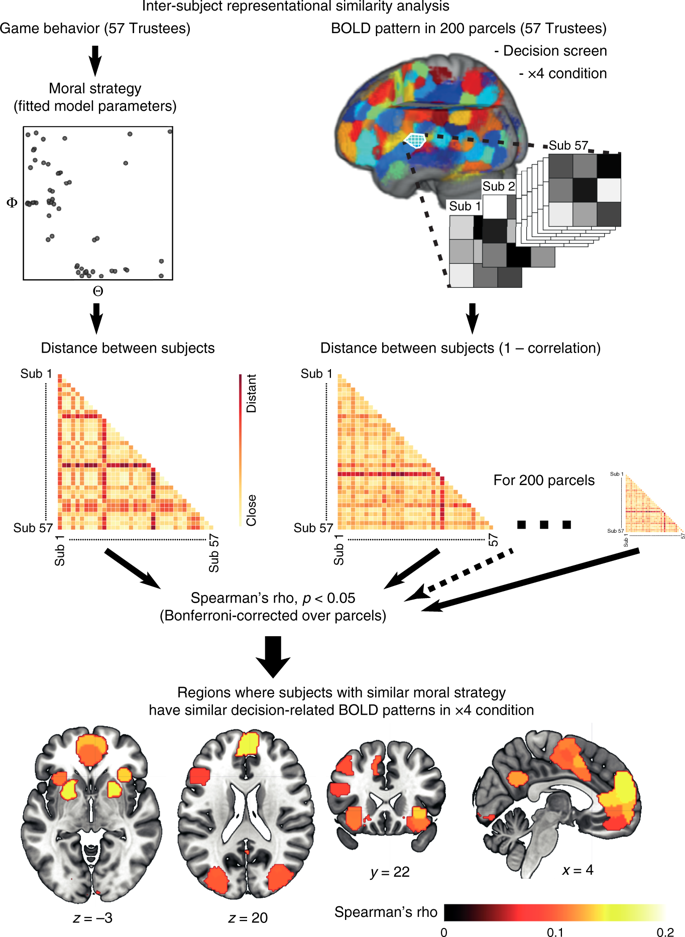 Inter-subject representational similarity analysis
Game behavior (57 Trustees)
BOLD pattern in 200 parcels (57 Trustees)
- Decision screen
- ×4 condition
Moral strategy
(fitted model parameters)
Φ
Θ
Sub 57
Sub 2
Sub 1
Distance between subjects
Distance between subjects (1 – correlation)
Sub 1
Sub 57
Sub 1
Sub 57
Distant
Close
Sub 1
Sub 57
Sub 1
57
For 200 parcels
Sub 1
Sub 57
Sub 1
57
Spearman's rho, p < 0.05
(Bonferroni-corrected over parcels)
Regions where subjects with similar moral strategy
have similar decision-related BOLD patterns in ×4 condition
z = –3
z = 20
y = 22
x = 4
Spearman's rho
0
0.1
0.2